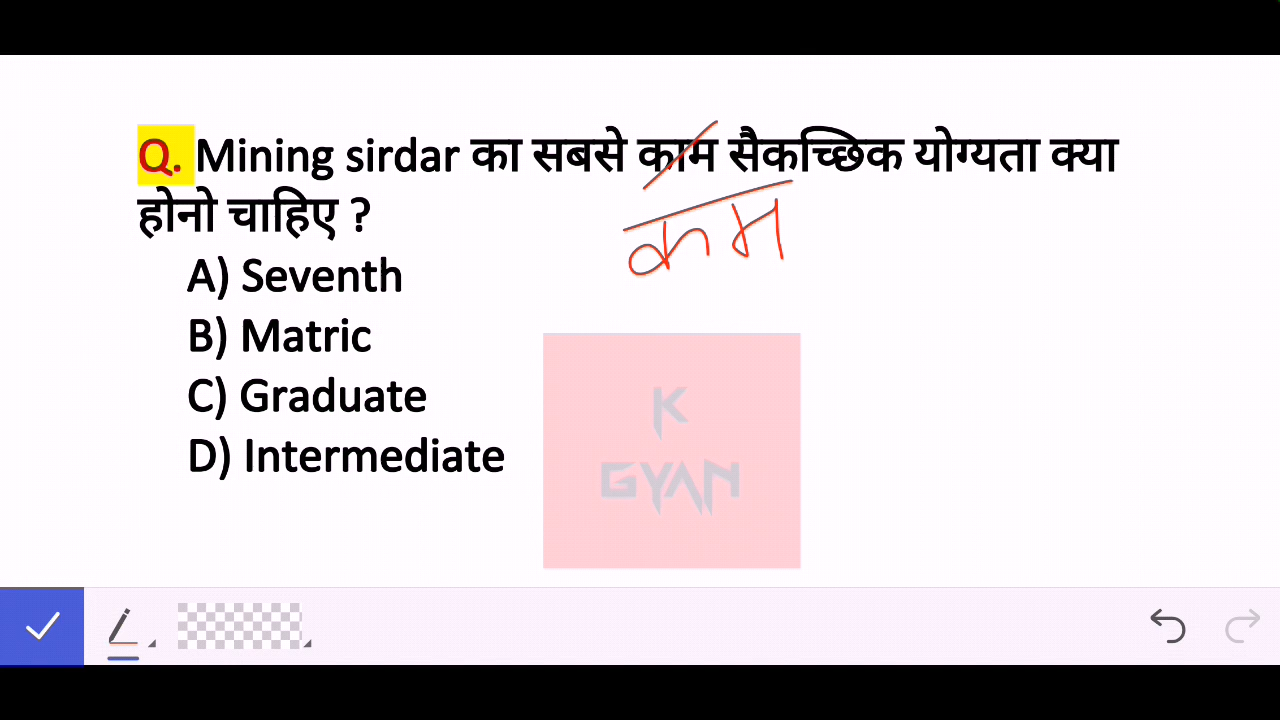 Q. Mining sirdar का सबसे काम सैकच्छिक योग्यता क्या
होनो चाहिए ?
कम
A) Seventh
B) Matric
C) Graduate
D) Intermediate
K
GYAN